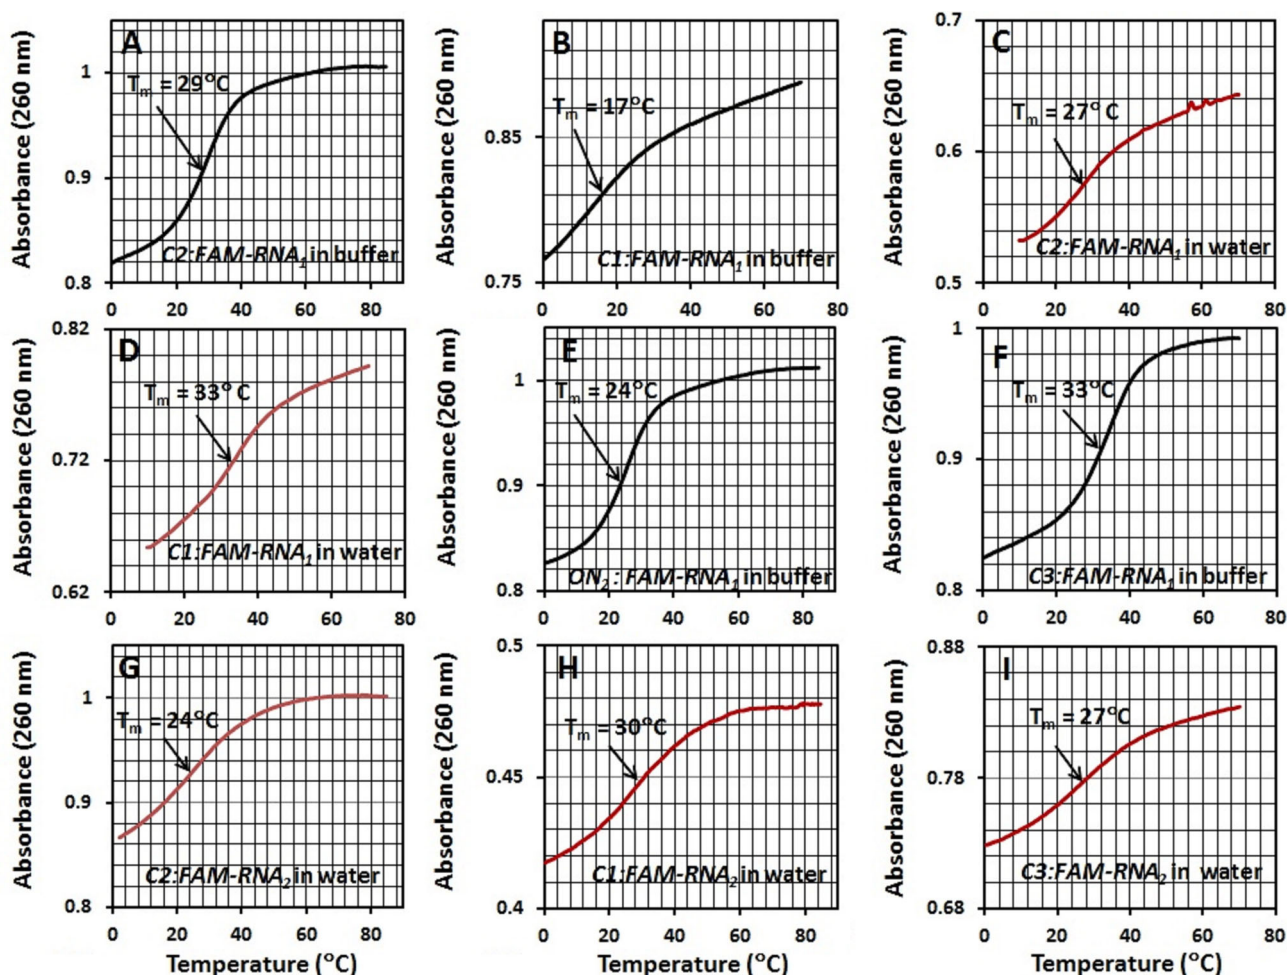 A
Absorbance (260 nm)
1
0.9
0.8
Tm = 29°C
C2:FAM-RNA1 in buffer
0 20 40 60 80
B
Absorbance (260 nm)
0.85
0.75
Tm = 17°C
C1:FAM-RNA1 in buffer
0 20 40 60 80
C
Absorbance (260 nm)
0.7
0.6
0.5
Tm = 27° C
C2:FAM-RNA1 in water
0 20 40 60 80
D
Absorbance (260 nm)
0.82
0.72
0.62
Tm = 33° C
C1:FAM-RNA1 in water
0 20 40 60 80
E
Absorbance (260 nm)
1
0.9
0.8
Tm = 24°C
ON2 : FAM-RNA1 in buffer
0 20 40 60 80
F
Absorbance (260 nm)
1
0.9
0.8
Tm = 33°C
C3:FAM-RNA1 in buffer
0 20 40 60 80
G
Absorbance (260 nm)
1
0.9
0.8
Tm = 24°C
C2:FAM-RNA2 in water
0 20 40 60 80
Temperature (°C)
H
Absorbance (260 nm)
0.5
0.45
0.4
Tm = 30°C
C1:FAM-RNA2 in water
0 20 40 60 80
Temperature (°C)
I
Absorbance (260 nm)
0.88
0.78
0.68
Tm = 27°C
C3:FAM-RNA2 in water
0 20 40 60 80
Temperature (°C)